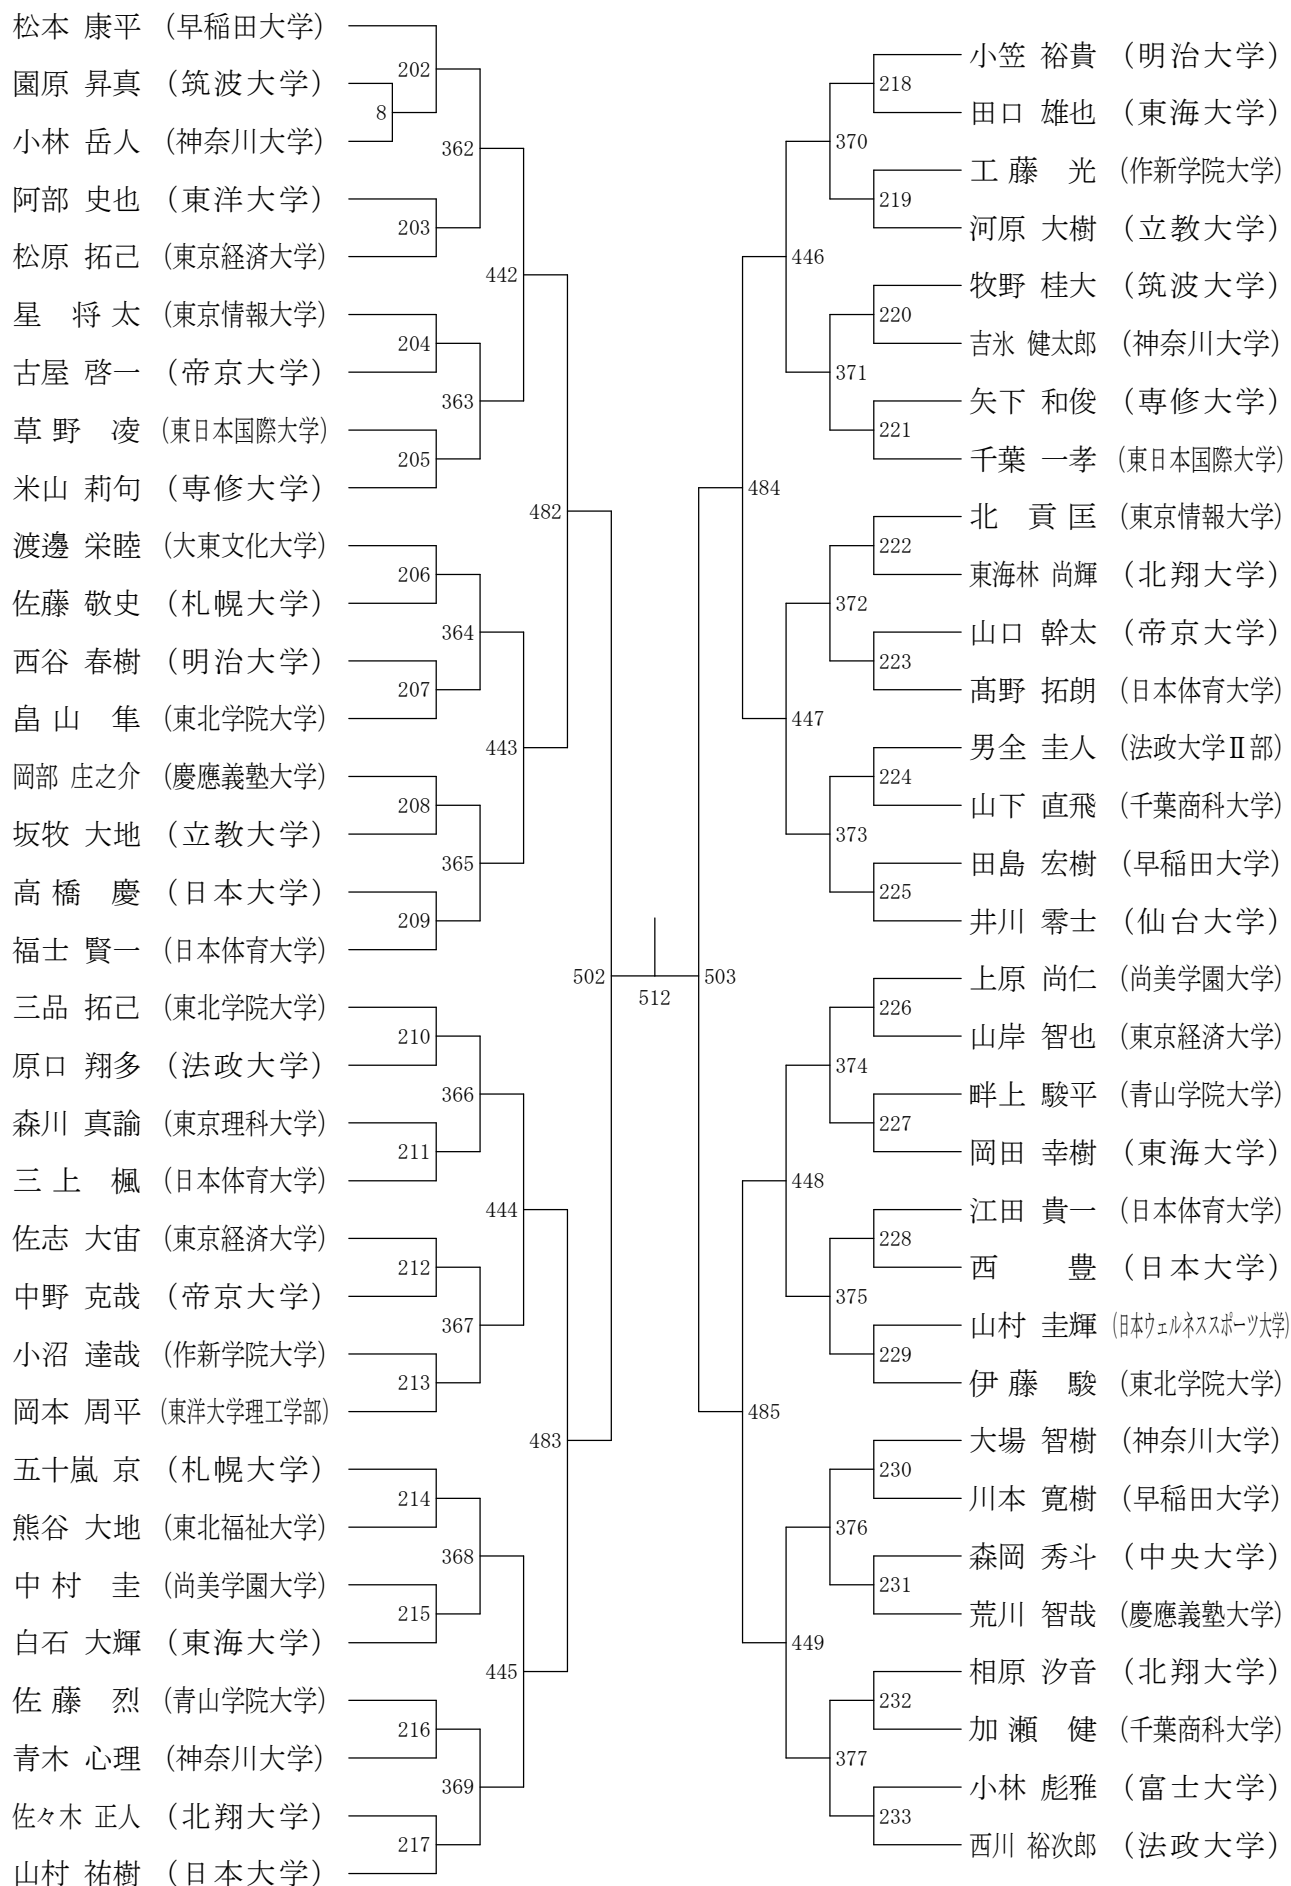 松本 康平 (早稲田大学)
園原 昇真 (筑波大学)
小林 岳人 (神奈川大学)
阿部 史也 (東洋大学)
松原 拓己 (東京経済大学)
星 将太 (東京情報大学)
古屋 啓一 (帝京大学)
草野 凌 (東日本国際大学)
米山 莉句 (専修大学)
渡邊 栄睦 (大東文化大学)
佐藤 敬史 (札幌大学)
西谷 春樹 (明治大学)
畠山 隼 (東北学院大学)
岡部 庄之介 (慶應義塾大学)
坂牧 大地 (立教大学)
高橋 慶 (日本大学)
福士 賢一 (日本体育大学)
三品 拓己 (東北学院大学)
原口 翔多 (法政大学)
森川 真諭 (東京理科大学)
三上 楓 (日本体育大学)
佐志 大宙 (東京経済大学)
中野 克哉 (帝京大学)
小沼 達哉 (作新学院大学)
岡本 周平 (東洋大学理工学部)
五十嵐 京 (札幌大学)
熊谷 大地 (東北福祉大学)
中村 圭 (尚美学園大学)
白石 大輝 (東海大学)
佐藤 烈 (青山学院大学)
青木 心理 (神奈川大学)
佐々木 正人 (北翔大学)
山村 祐樹 (日本大学)
8
202
203
204
205
206
207
208
209
210
211
212
213
214
215
216
217
362
363
364
365
366
367
368
369
442
443
444
445
482
483
502
512
503
484
485
446
447
448
449
370
371
372
373
374
375
376
377
218
219
220
221
222
223
224
225
226
227
228
229
230
231
232
233
小笠 裕貴 (明治大学)
田口 雄也 (東海大学)
工藤 光 (作新学院大学)
河原 大樹 (立教大学)
牧野 桂大 (筑波大学)
吉氷 健太郎 (神奈川大学)
矢下 和俊 (専修大学)
千葉 一孝 (東日本国際大学)
北 貢匡 (東京情報大学)
東海林 尚輝 (北翔大学)
山口 幹太 (帝京大学)
髙野 拓朗 (日本体育大学)
男全 圭人 (法政大学Ⅱ部)
山下 直飛 (千葉商科大学)
田島 宏樹 (早稲田大学)
井川 零士 (仙台大学)
上原 尚仁 (尚美学園大学)
山岸 智也 (東京経済大学)
畔上 駿平 (青山学院大学)
岡田 幸樹 (東海大学)
江田 貴一 (日本体育大学)
西 豊 (日本大学)
山村 圭輝 (日本ウェルネススポーツ大学)
伊藤 駿 (東北学院大学)
大場 智樹 (神奈川大学)
川本 寛樹 (早稲田大学)
森岡 秀斗 (中央大学)
荒川 智哉 (慶應義塾大学)
相原 汐音 (北翔大学)
加瀬 健 (千葉商科大学)
小林 彪雅 (富士大学)
西川 裕次郎 (法政大学)